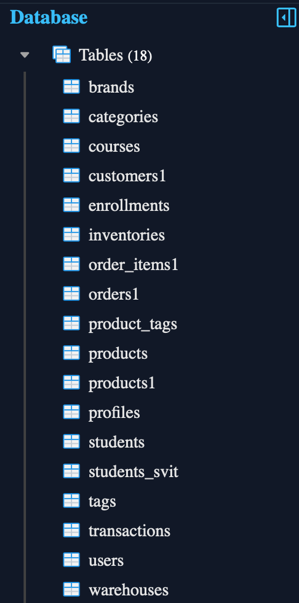 Database
Tables (18)
brands
categories
courses
customers1
enrollments
inventories
order_items1
orders1
product_tags
products
products1
profiles
students
students_svit
tags
transactions
users
warehouses